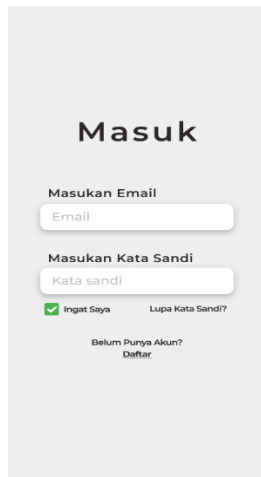 Masuk
Masukan Email
Email
Masukan Kata Sandi
Kata sandi
Ingat Saya Lupa Kata Sandi?
Belum Punya Akun?
Daftar